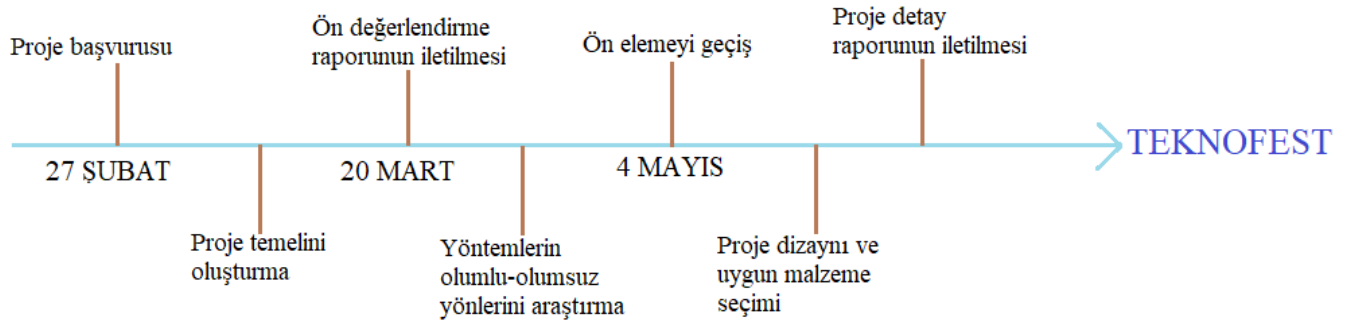 Proje başvurusu
Ön değerlendirme
raporunun iletilmesi
Ön elemeyi geçiş
Proje detay
raporunun iletilmesi
27 ŞUBAT
20 MART
4 MAYIS
TEKNOFEST
Proje temelini
oluşturma
Yöntemlerin
olumlu-olumsuz
yönlerini araştırma
Proje dizaynı ve
uygun malzeme
seçimi